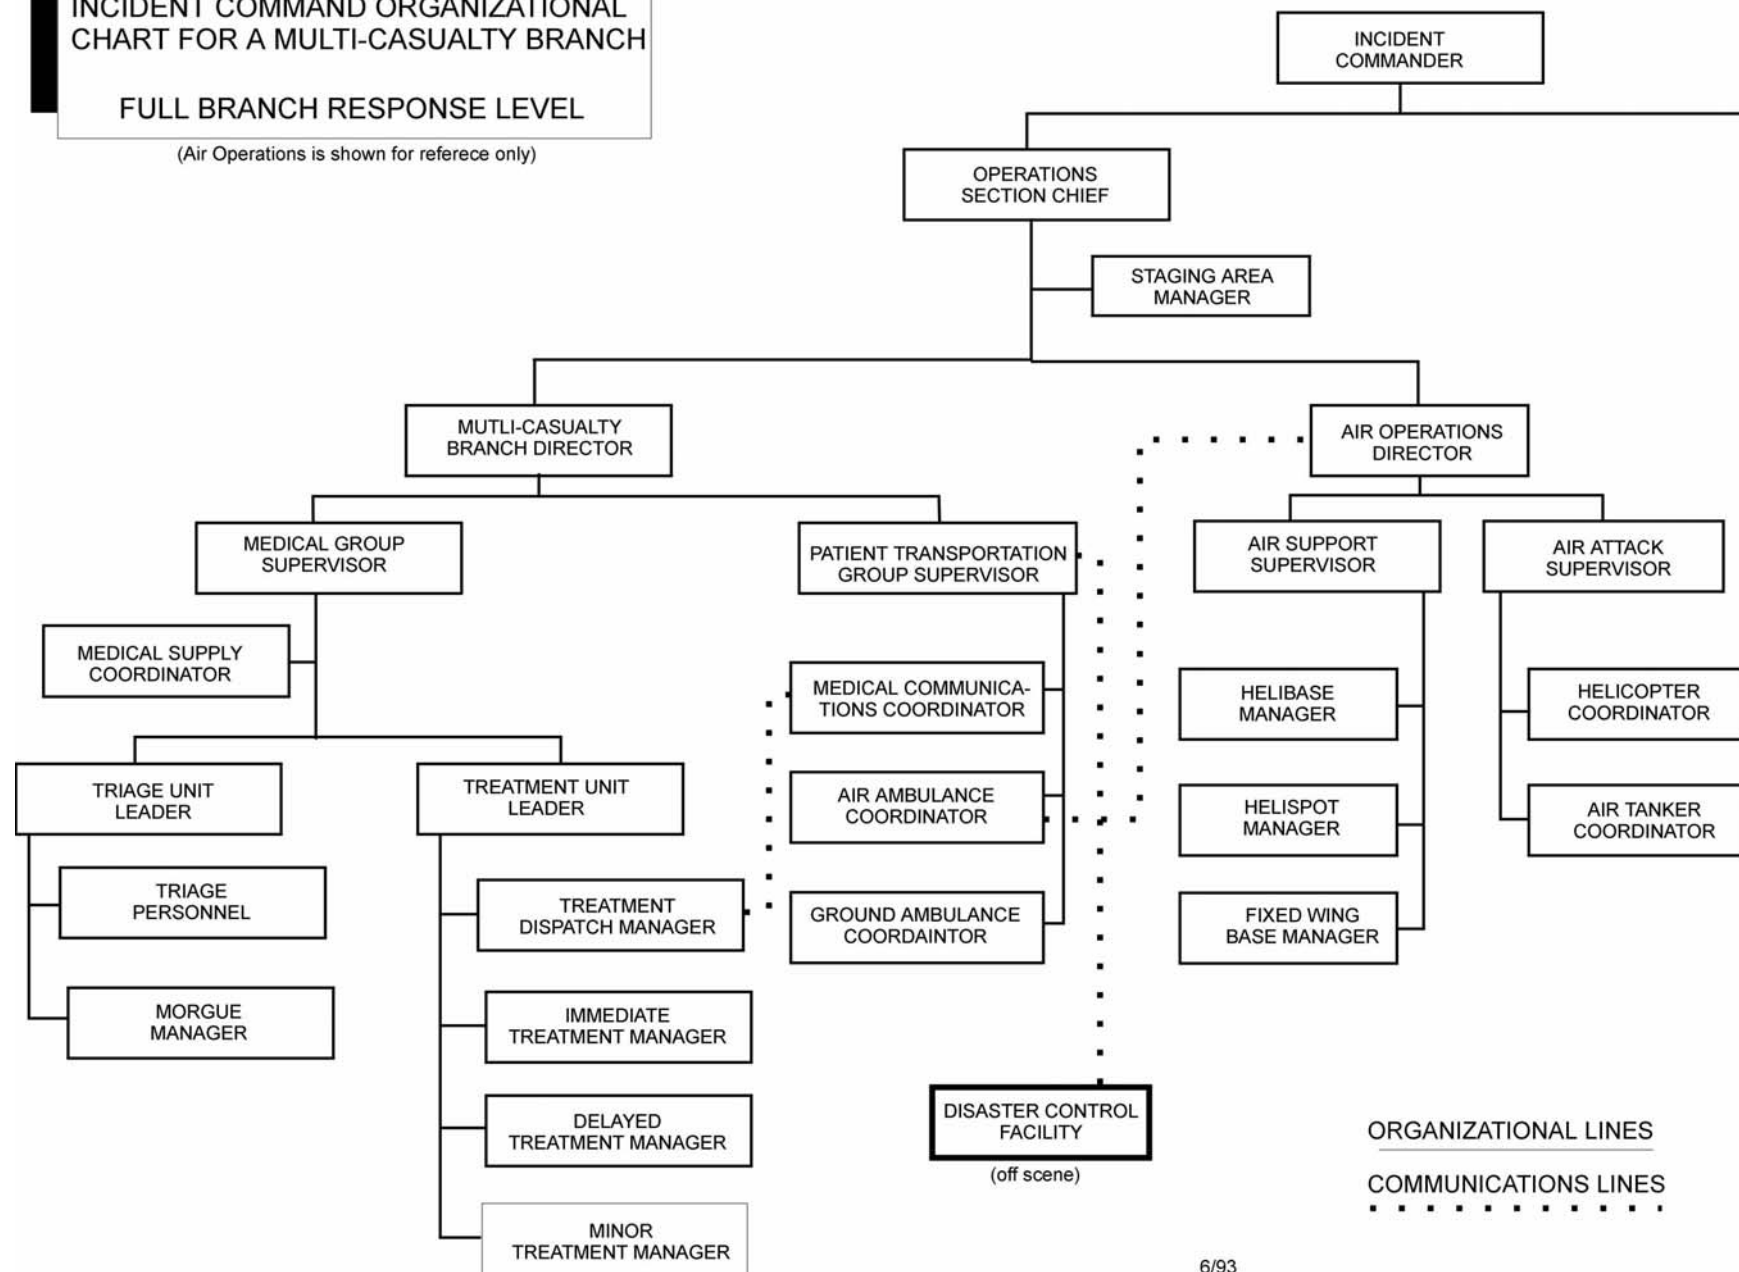 INCIDENT COMMAND ORGANIZATIONAL
CHART FOR A MULTI-CASUALTY BRANCH
FULL BRANCH RESPONSE LEVEL
(Air Operations is shown for referece only)
INCIDENT
COMMANDER
OPERATIONS
SECTION CHIEF
STAGING AREA
MANAGER
MUTLI-CASUALTY
BRANCH DIRECTOR
AIR OPERATIONS
DIRECTOR
MEDICAL GROUP
SUPERVISOR
PATIENT TRANSPORTATION
GROUP SUPERVISOR
AIR SUPPORT
SUPERVISOR
AIR ATTACK
SUPERVISOR
MEDICAL SUPPLY
COORDINATOR
MEDICAL COMMUNICA-
TIONS COORDINATOR
HELIBASE
MANAGER
HELICOPTER
COORDINATOR
TRIAGE UNIT
LEADER
TREATMENT UNIT
LEADER
AIR AMBULANCE
COORDINATOR
HELISPOT
MANAGER
AIR TANKER
COORDINATOR
TRIAGE
PERSONNEL
TREATMENT
DISPATCH MANAGER
GROUND AMBULANCE
COORDAINTOR
FIXED WING
BASE MANAGER
MORGUE
MANAGER
IMMEDIATE
TREATMENT MANAGER
DELAYED
TREATMENT MANAGER
DISASTER CONTROL
FACILITY
(off scene)
ORGANIZATIONAL LINES
COMMUNICATIONS LINES
MINOR
TREATMENT MANAGER
6/93